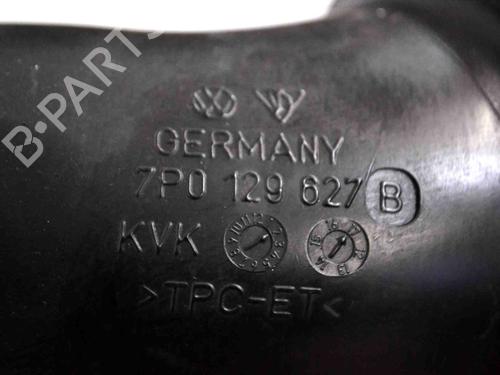 B-PARTS
GERMANY
7P0 129 627 B
KVK
>TPC-ET<